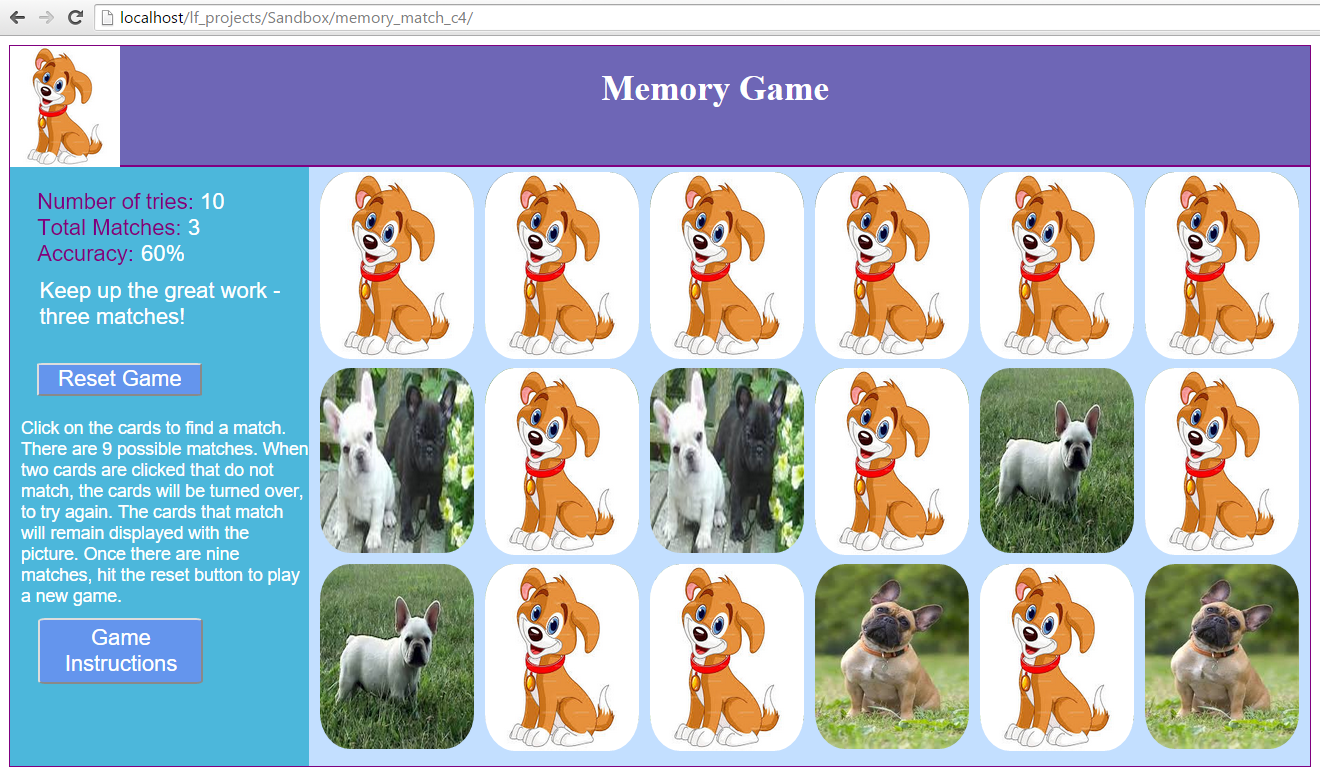 localhost/lf_projects/Sandbox/memory_match_c4/
Memory Game
Number of tries: 10
Total Matches: 3
Accuracy: 60%
Keep up the great work -
three matches!
Reset Game
Click on the cards to find a match.
There are 9 possible matches. When
two cards are clicked that do not
match, the cards will be turned over,
to try again. The cards that match
will remain displayed with the
picture. Once there are nine
matches, hit the reset button to play
a new game.
Game
Instructions